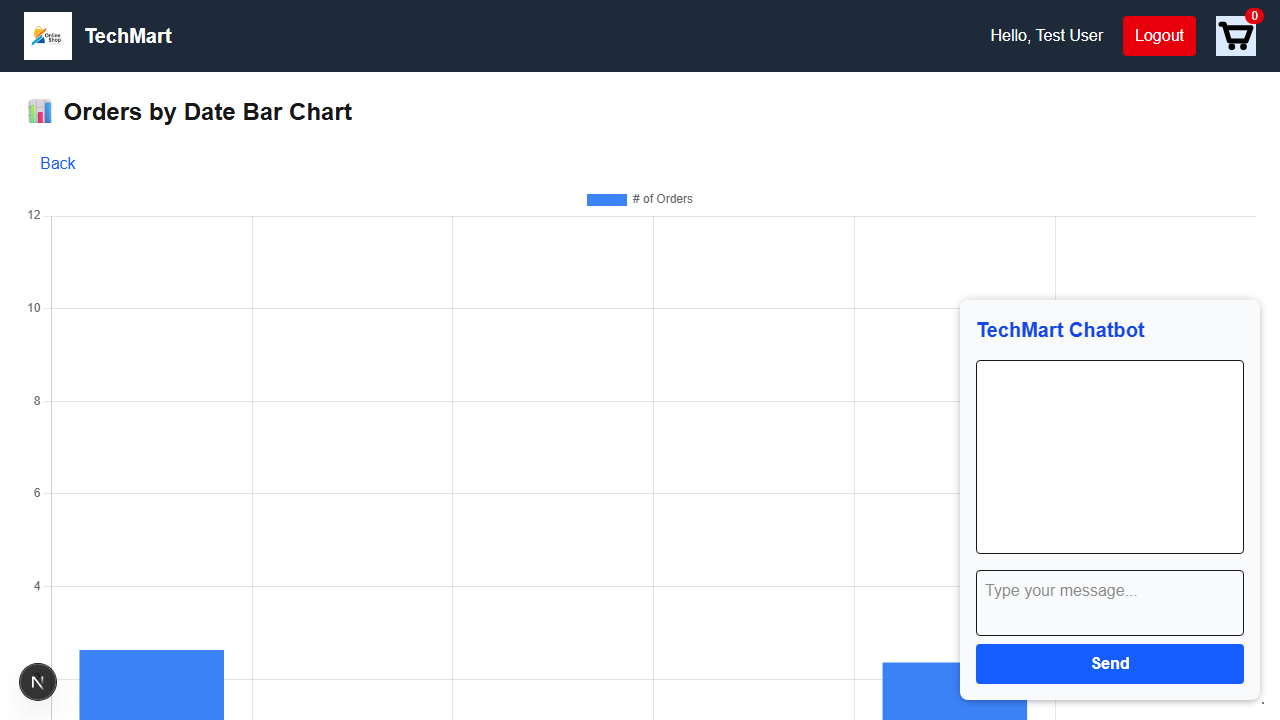 Online
Shop
TechMart
Hello, Test User
Logout
0
Orders by Date Bar Chart
Back
# of Orders
12
10
8
6
4
TechMart Chatbot
Type your message...
Send
N